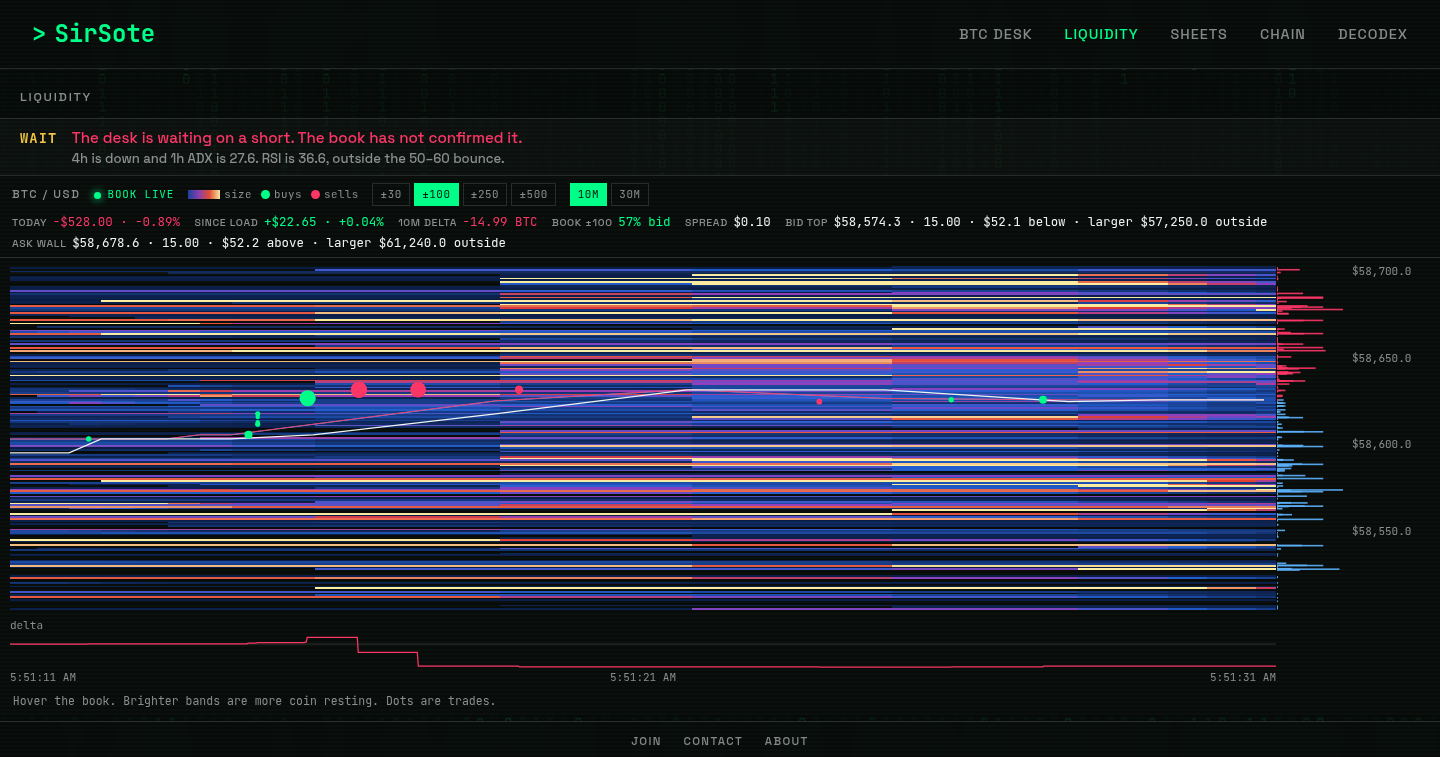 > SirSote
BTC DESK LIQUIDITY SHEETS CHAIN DECODEX
LIQUIDITY
WAIT The desk is waiting on a short. The book has not confirmed it.
4h is down and 1h ADX is 27.6. RSI is 36.6, outside the 50–60 bounce.
BTC / USD BOOK LIVE size buys sells ±30 ±100 ±250 ±500 10M 30M
TODAY -$528.00 · -0.89% SINCE LOAD +$22.65 · +0.04% 10M DELTA -14.99 BTC BOOK ±100 57% bid SPREAD $0.10 BID TOP $58,574.3 · 15.00 · $52.1 below · larger $57,250.0 outside
ASK WALL $58,678.6 · 15.00 · $52.2 above · larger $61,240.0 outside
$58,700.0
$58,650.0
$58,600.0
$58,550.0
delta
5:51:11 AM 5:51:21 AM 5:51:31 AM
Hover the book. Brighter bands are more coin resting. Dots are trades.
JOIN CONTACT ABOUT